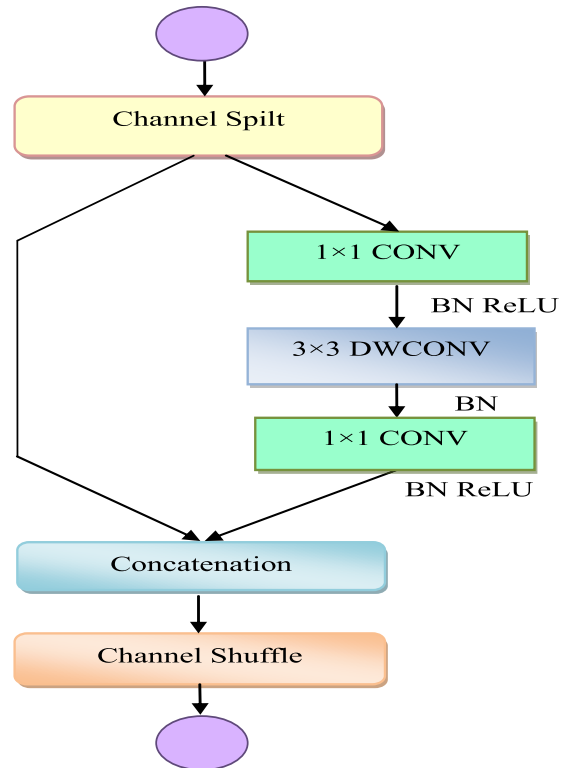 Channel Spilt
1×1 CONV
BN ReLU
3×3 DWCONV
BN
1×1 CONV
BN ReLU
Concatenation
Channel Shuffle